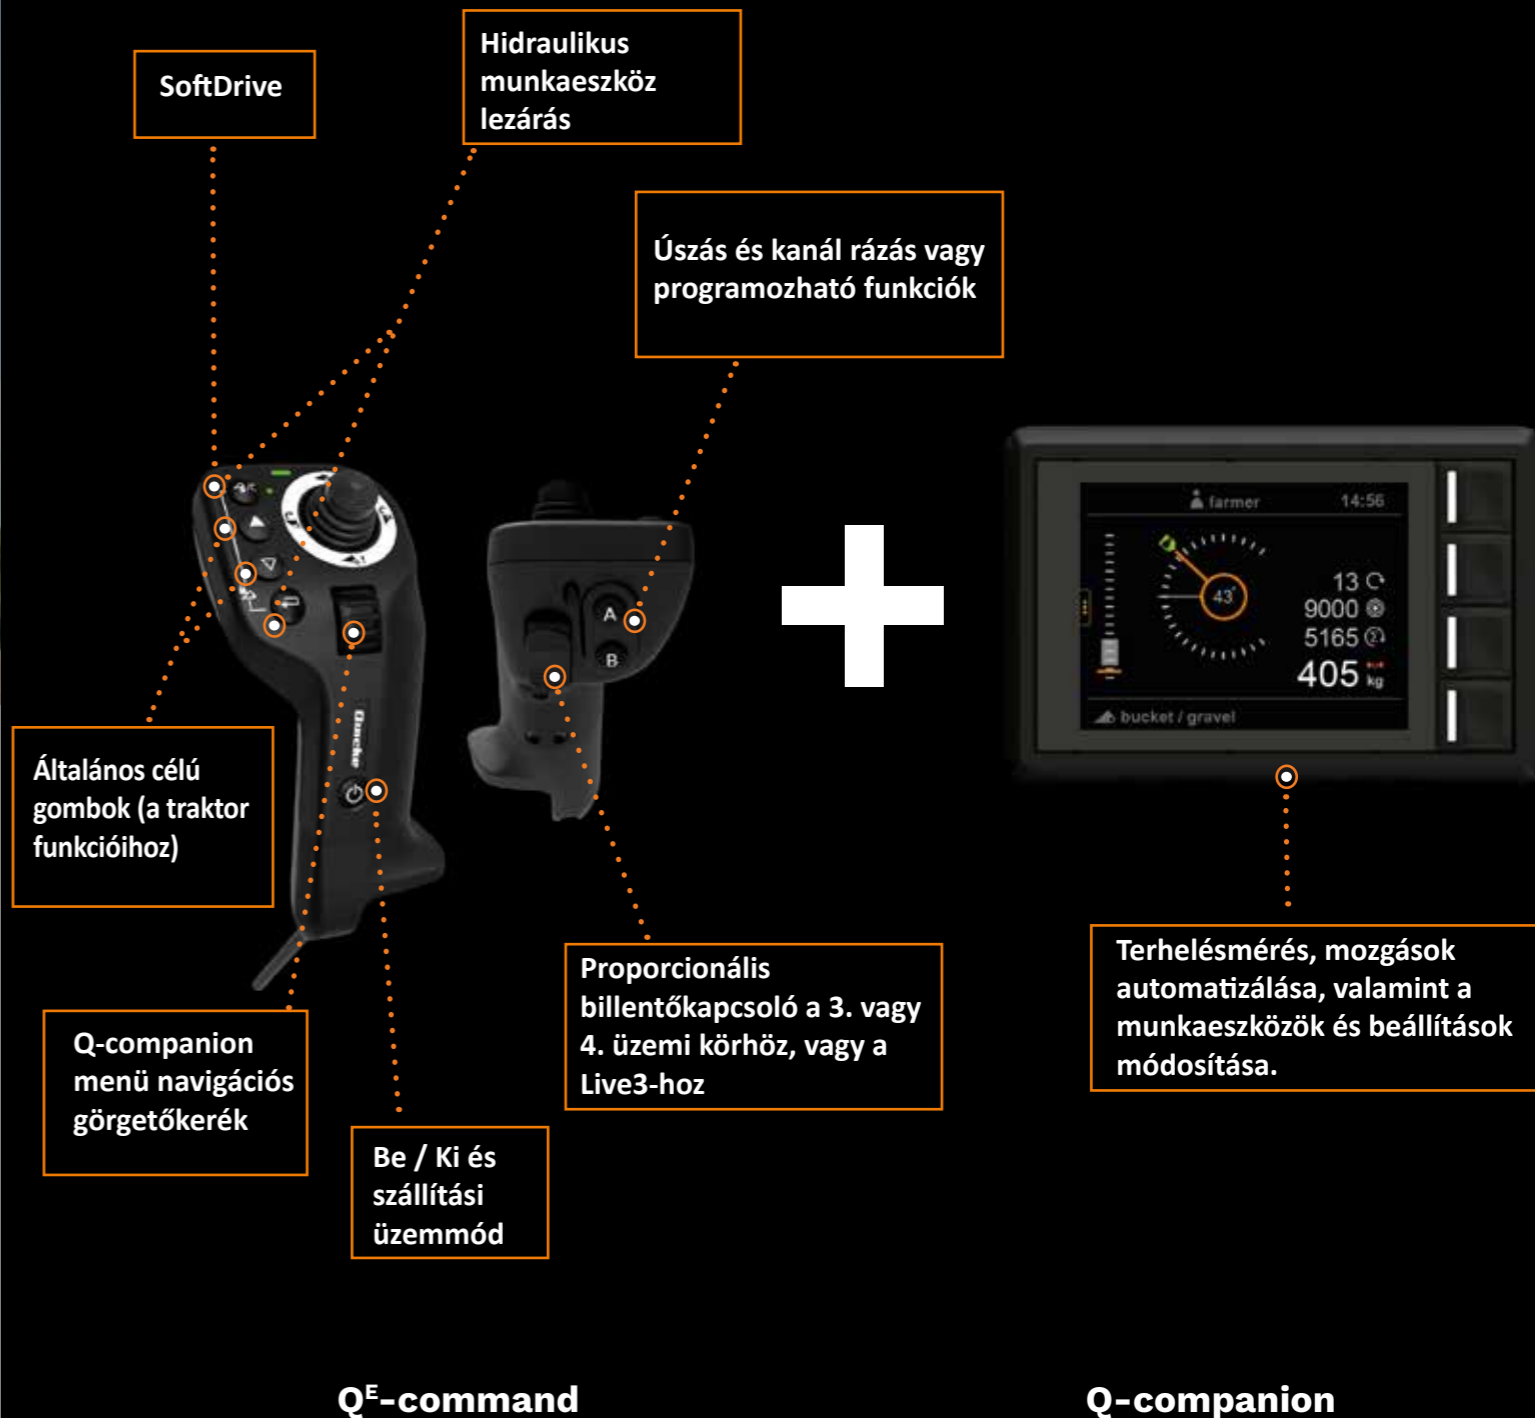 SoftDrive
Hidraulikus
munkaeszköz
lezárás
Úszás és kanál rázás vagy
programozható funkciók
A
B
Quicke
farmer 14:56
43°
13
9000
5165
405 kg
bucket / gravel
Általános célú
gombok (a traktor
funkcióihoz)
Q-companion
menü navigációs
görgetőkerék
Be / Ki és
szállítási
üzemmód
Proporcionális
billentőkapcsoló a 3. vagy
4. üzemi körhöz, vagy a
Live3-hoz
Terhelésmérés, mozgások
automatizálása, valamint a
munkaeszközök és beállítások
módosítása.
Qᴱ-command
Q-companion